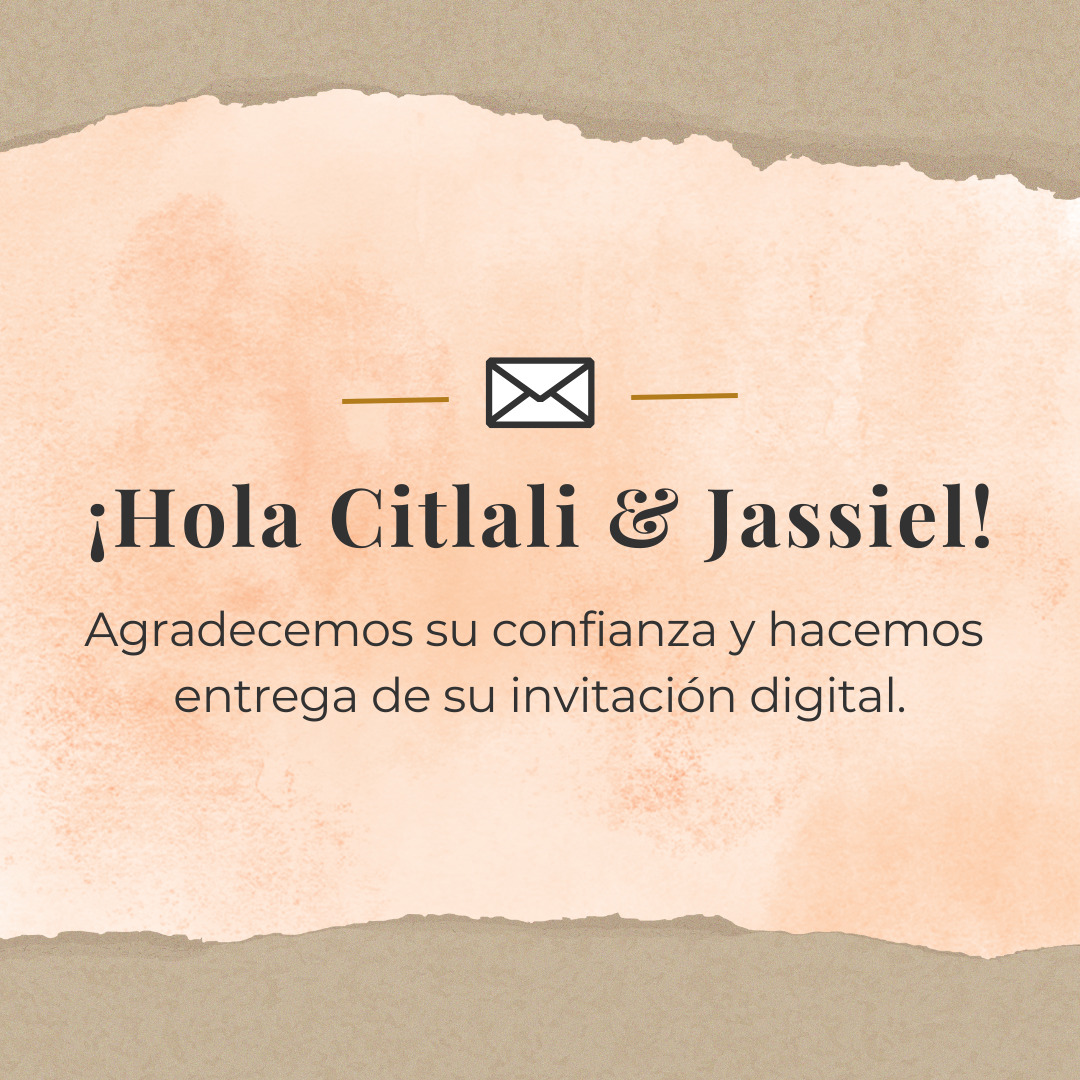 ¡Hola Citlali & Jassiel!
Agradecemos su confianza y hacemos
entrega de su invitación digital.